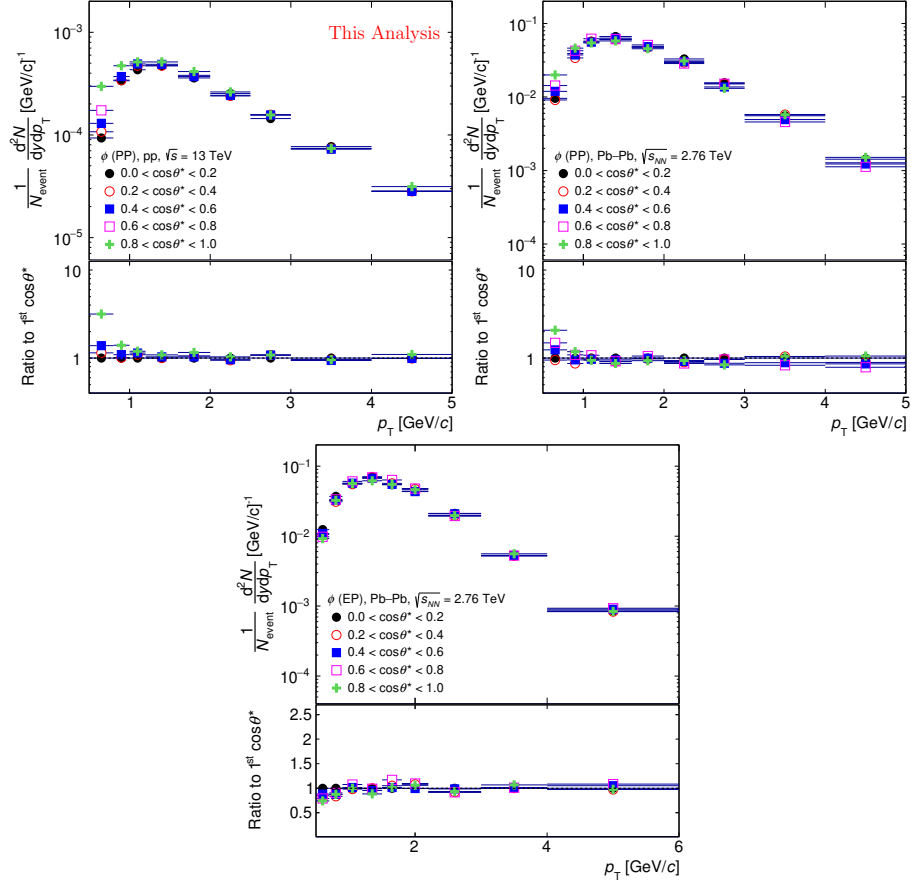 This Analysis
10⁻³
10⁻⁴
10⁻⁵
1/N_event d²N/dydp_T [GeV/c]⁻¹
φ (PP), pp, √s = 13 TeV
0.0 < cosθ* < 0.2
0.2 < cosθ* < 0.4
0.4 < cosθ* < 0.6
0.6 < cosθ* < 0.8
0.8 < cosθ* < 1.0
Ratio to 1ˢᵗ cosθ*
10
1
1 2 3 4 5
p_T [GeV/c]
10⁻¹
10⁻²
10⁻³
10⁻⁴
1/N_event d²N/dydp_T [GeV/c]⁻¹
φ (PP), Pb–Pb, √s_NN = 2.76 TeV
0.0 < cosθ* < 0.2
0.2 < cosθ* < 0.4
0.4 < cosθ* < 0.6
0.6 < cosθ* < 0.8
0.8 < cosθ* < 1.0
Ratio to 1ˢᵗ cosθ*
10
1
1 2 3 4 5
p_T [GeV/c]
10⁻¹
10⁻²
10⁻³
10⁻⁴
1/N_event d²N/dydp_T [GeV/c]⁻¹
φ (EP), Pb–Pb, √s_NN = 2.76 TeV
0.0 < cosθ* < 0.2
0.2 < cosθ* < 0.4
0.4 < cosθ* < 0.6
0.6 < cosθ* < 0.8
0.8 < cosθ* < 1.0
Ratio to 1ˢᵗ cosθ*
2.5
2
1.5
1
0.5
2 4 6
p_T [GeV/c]